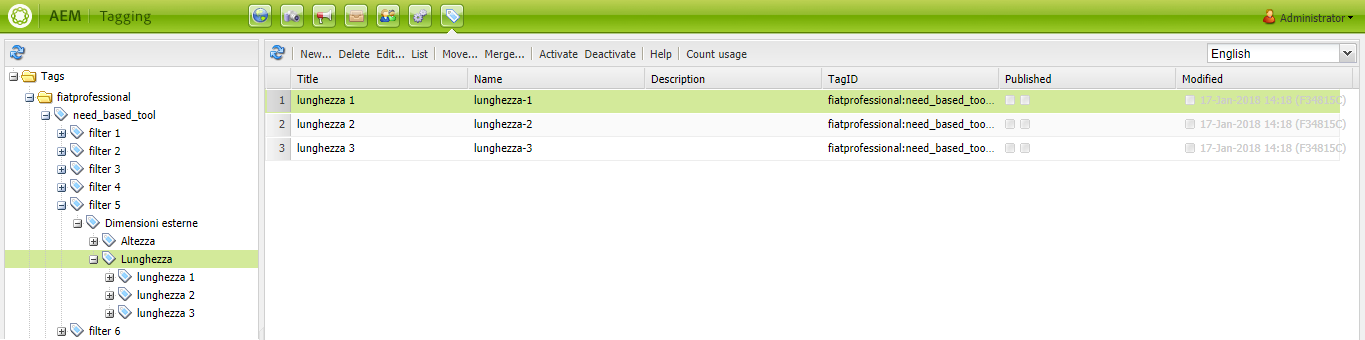 AEM Tagging Administrator
New... Delete Edit... List Move... Merge... Activate Deactivate Help Count usage English
Tags
fiatprofessional
need_based_tool
filter 1
filter 2
filter 3
filter 4
filter 5
Dimensioni esterne
Altezza
Lunghezza
lunghezza 1
lunghezza 2
lunghezza 3
filter 6
Title Name Description TagID Published Modified
1 lunghezza 1 lunghezza-1 fiatprofessional:need_based_too... 17-Jan-2018 14:18 (F34815C)
2 lunghezza 2 lunghezza-2 fiatprofessional:need_based_too... 17-Jan-2018 14:18 (F34815C)
3 lunghezza 3 lunghezza-3 fiatprofessional:need_based_too... 17-Jan-2018 14:18 (F34815C)